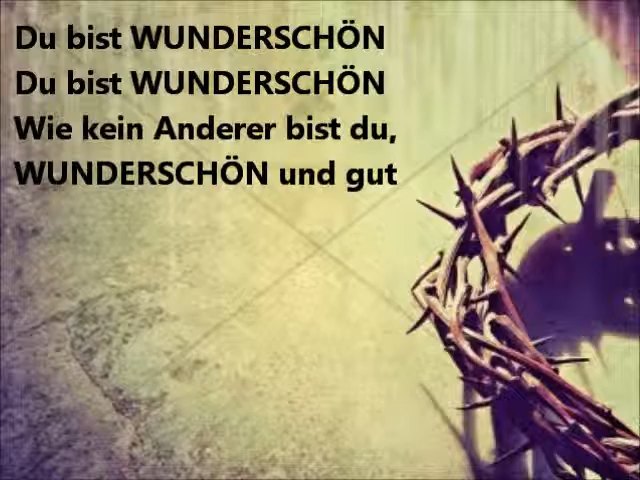 Du bist WUNDERSCHÖN
Du bist WUNDERSCHÖN
Wie kein Anderer bist du,
WUNDERSCHÖN und gut